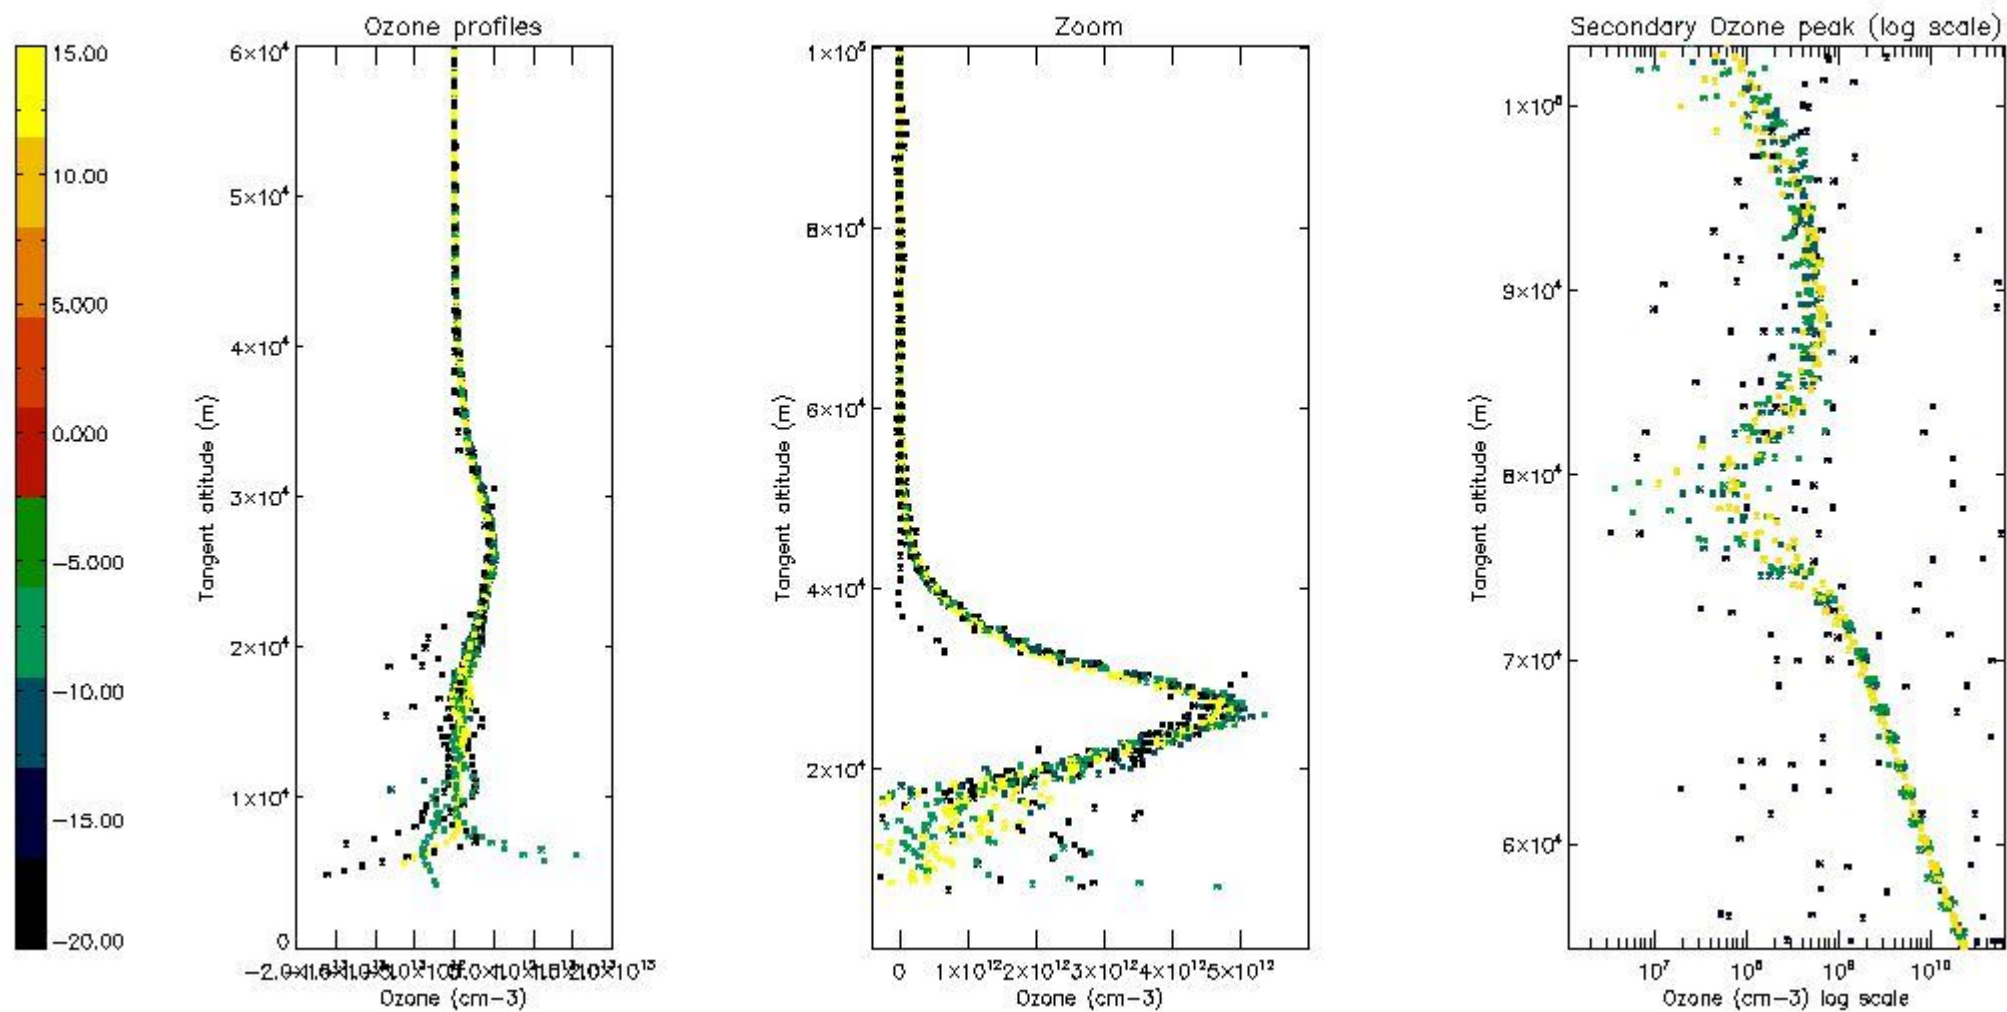 Ozone profiles
Zoom
Secondary Ozone peak (log scale)
15.00
10.00
5.000
0.000
−5.000
−10.00
−15.00
−20.00
6×10⁴
5×10⁴
4×10⁴
3×10⁴
2×10⁴
1×10⁴
0
Tangent altitude (m)
Ozone (cm−3)
1×10⁵
8×10⁴
6×10⁴
4×10⁴
2×10⁴
Tangent altitude (m)
0 1×10¹² 2×10¹² 3×10¹² 4×10¹² 5×10¹²
Ozone (cm−3)
1×10⁵
9×10⁴
8×10⁴
7×10⁴
6×10⁴
Tangent altitude (m)
10⁷ 10⁸ 10⁹ 10¹⁰
Ozone (cm−3) log scale